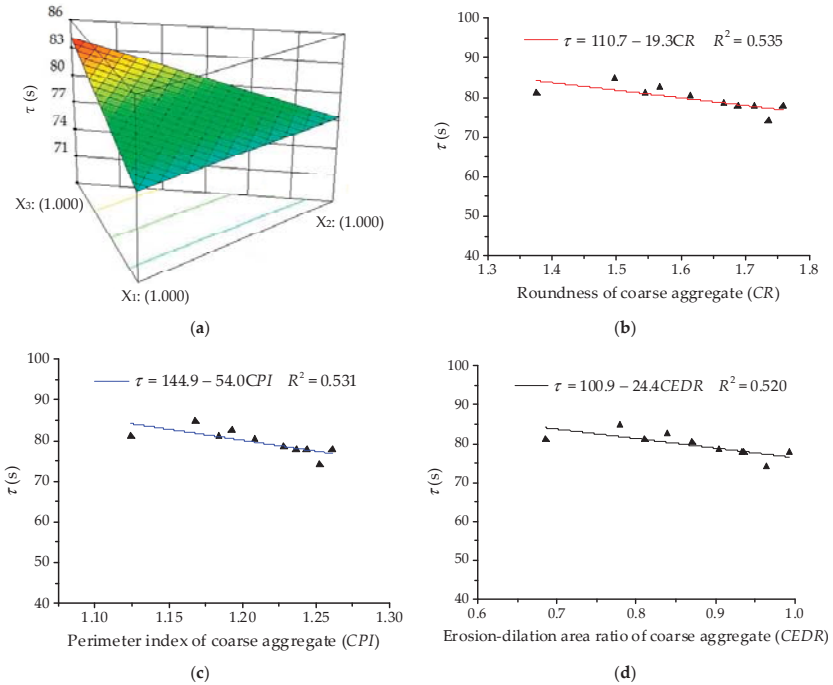 86
83
80
77
74
71
τ (s)
X₃: (1.000)
X₂: (1.000)
X₁: (1.000)
(a)
100
90
80
70
60
50
40
τ (s)
τ = 110.7 – 19.3CR R² = 0.535
1.3 1.4 1.5 1.6 1.7 1.8
Roundness of coarse aggregate (CR)
(b)
100
90
80
70
60
50
40
τ (s)
τ = 144.9 – 54.0CPI R² = 0.531
1.10 1.15 1.20 1.25 1.30
Perimeter index of coarse aggregate (CPI)
(c)
100
90
80
70
60
50
40
τ (s)
τ = 100.9 – 24.4CEDR R² = 0.520
0.6 0.7 0.8 0.9 1.0
Erosion-dilation area ratio of coarse aggregate (CEDR)
(d)